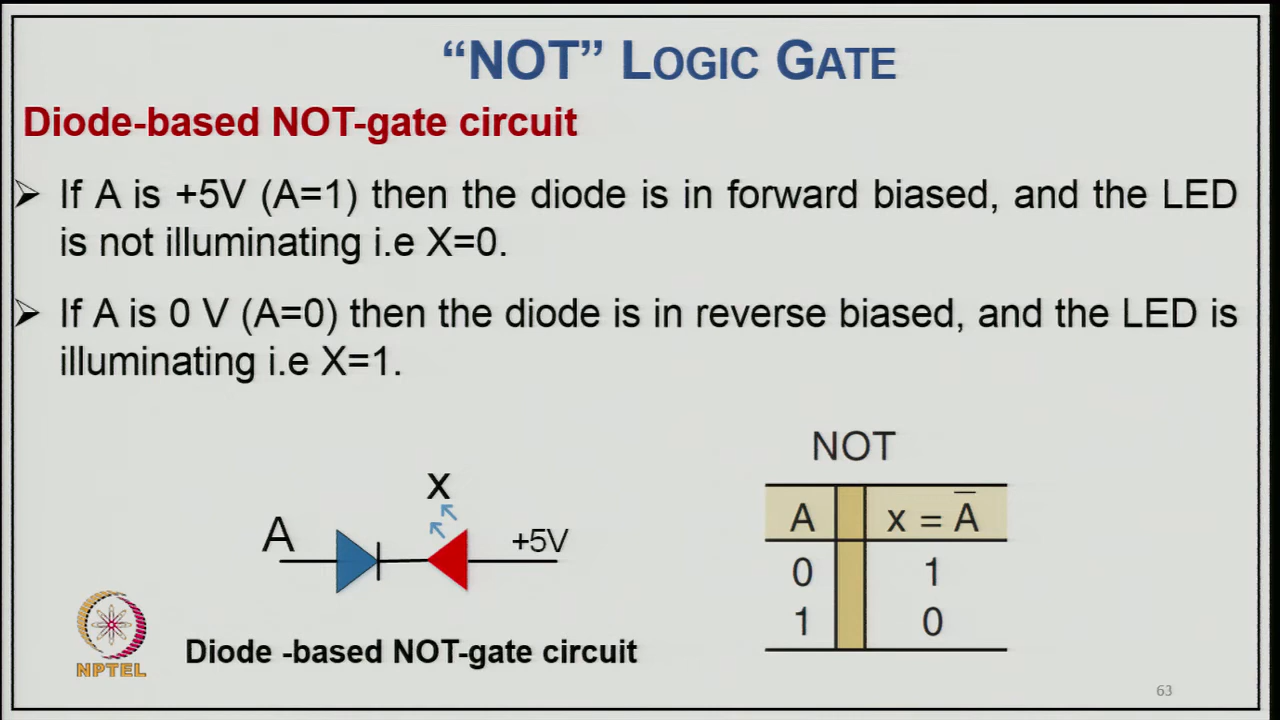 “NOT” LOGIC GATE
Diode-based NOT-gate circuit
➢ If A is +5V (A=1) then the diode is in forward biased, and the LED
is not illuminating i.e X=0.
➢ If A is 0 V (A=0) then the diode is in reverse biased, and the LED is
illuminating i.e X=1.
NOT
x
A
+5V
A x = A̅
0 1
1 0
Diode -based NOT-gate circuit
NPTEL
63